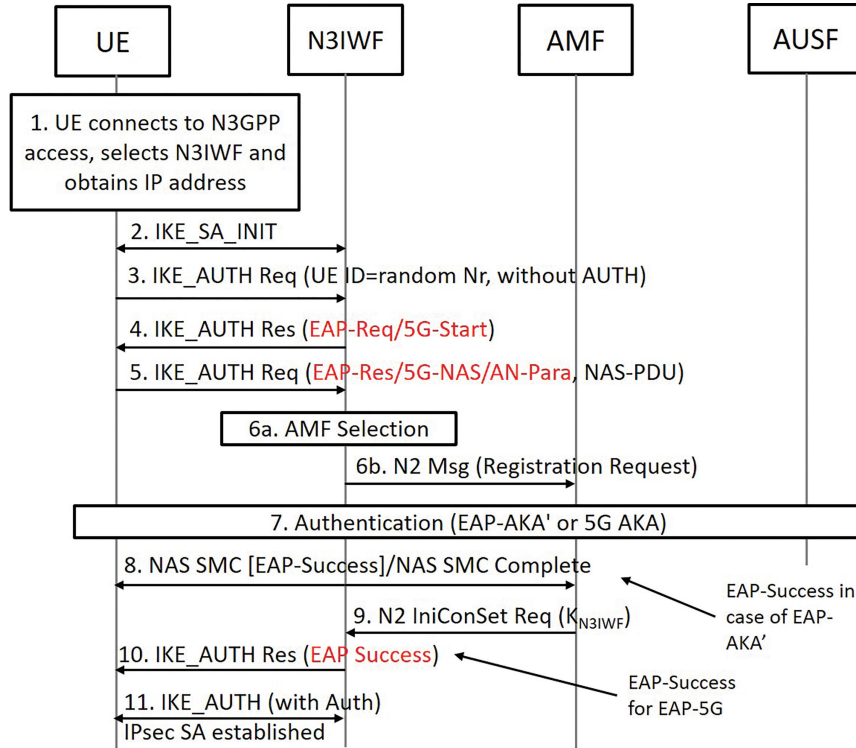 UE
N3IWF
AMF
AUSF
1. UE connects to N3GPP
access, selects N3IWF and
obtains IP address
2. IKE_SA_INIT
3. IKE_AUTH Req (UE ID=random Nr, without AUTH)
4. IKE_AUTH Res (EAP-Req/5G-Start)
5. IKE_AUTH Req (EAP-Res/5G-NAS/AN-Para, NAS-PDU)
6a. AMF Selection
6b. N2 Msg (Registration Request)
7. Authentication (EAP-AKA' or 5G AKA)
8. NAS SMC [EAP-Success]/NAS SMC Complete
EAP-Success in
case of EAP-
AKA’
9. N2 IniConSet Req (KN3IWF)
10. IKE_AUTH Res (EAP Success)
EAP-Success
for EAP-5G
11. IKE_AUTH (with Auth)
IPsec SA established